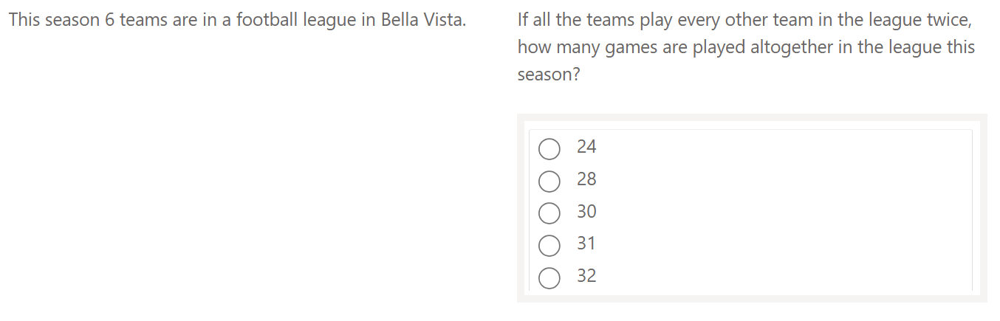 This season 6 teams are in a football league in Bella Vista.
If all the teams play every other team in the league twice,
how many games are played altogether in the league this
season?
24
28
30
31
32